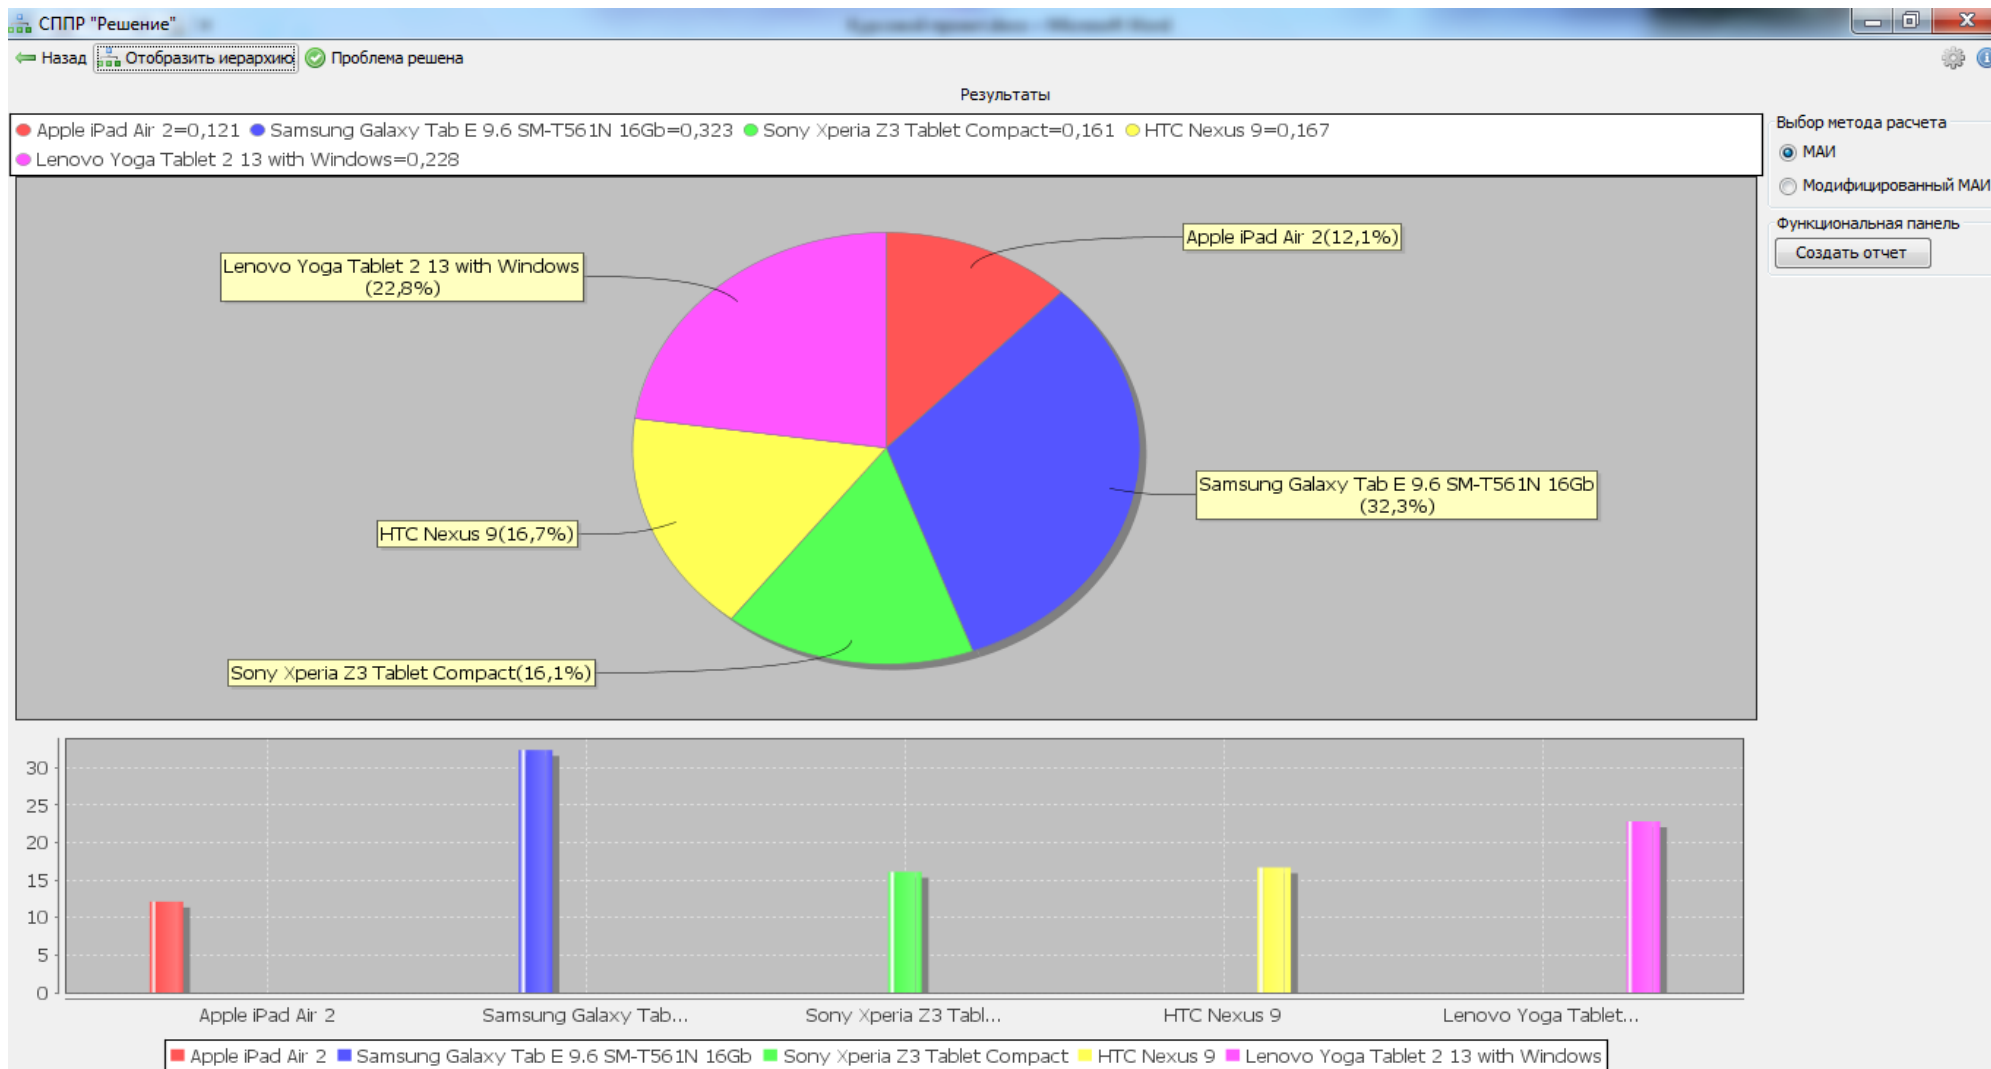 СППР "Решение"
Назад Отобразить иерархию Проблема решена
Результаты
Apple iPad Air 2=0,121 Samsung Galaxy Tab E 9.6 SM-T561N 16Gb=0,323 Sony Xperia Z3 Tablet Compact=0,161 HTC Nexus 9=0,167
Lenovo Yoga Tablet 2 13 with Windows=0,228
Выбор метода расчета
МАИ
Модифицированный МАИ
Функциональная панель
Создать отчет
Apple iPad Air 2(12,1%)
Lenovo Yoga Tablet 2 13 with Windows
(22,8%)
Samsung Galaxy Tab E 9.6 SM-T561N 16Gb
(32,3%)
HTC Nexus 9(16,7%)
Sony Xperia Z3 Tablet Compact(16,1%)
30
25
20
15
10
5
0
Apple iPad Air 2 Samsung Galaxy Tab... Sony Xperia Z3 Tabl... HTC Nexus 9 Lenovo Yoga Tablet...
Apple iPad Air 2 Samsung Galaxy Tab E 9.6 SM-T561N 16Gb Sony Xperia Z3 Tablet Compact HTC Nexus 9 Lenovo Yoga Tablet 2 13 with Windows